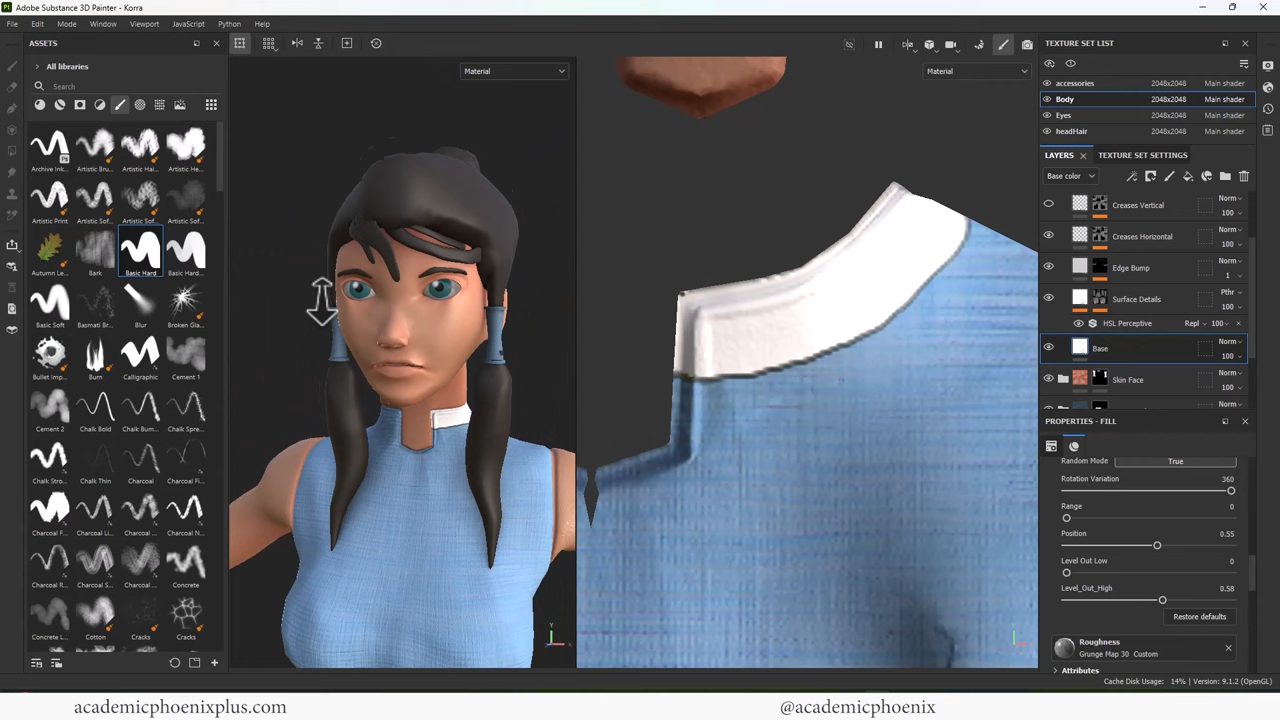 Adobe Substance 3D Painter - Korra
File Edit Mode Window Viewport JavaScript Python Help
ASSETS
All libraries
Search
Archive Ink... Artistic Bru... Artistic Hai... Artistic He...
Artistic Print Artistic Sof... Artistic Sof... Artistic Sof...
Autumn Le... Bark Basic Hard Basic Hard...
Basic Soft Basmati Br... Blur Broken Gla...
Bullet Imp... Burn Calligraphic Cement 1
Cement 2 Chalk Bold Chalk Bum... Chalk Spre...
Chalk Stro... Chalk Thin Charcoal Charcoal Fi...
Charcoal F... Charcoal Li... Charcoal ... Charcoal N...
Charcoal R... Charcoal S... Charcoal ... Concrete
Concrete L... Cotton Cracks Cracks
Material
Material
TEXTURE SET LIST
accessories 2048x2048 Main shader
Body 2048x2048 Main shader
Eyes 2048x2048 Main shader
headHair 2048x2048 Main shader
LAYERS TEXTURE SET SETTINGS
Base color
Creases Vertical Norm 100
Creases Horizontal Norm 100
Edge Bump Norm 1
Surface Details Pthr 100
HSL Perceptive Repl 100
Base Norm 100
Skin Face Norm 100
Norm
PROPERTIES - FILL
Random Mode True
Rotation Variation 360
Range 0
Position 0.55
Level Out Low 0
Level_Out_High 0.58
Restore defaults
Roughness
Grunge Map 30 Custom
Attributes
Cache Disk Usage: 14% | Version: 9.1.2 (OpenGL)
academicphoenixplus.com @academicphoenix